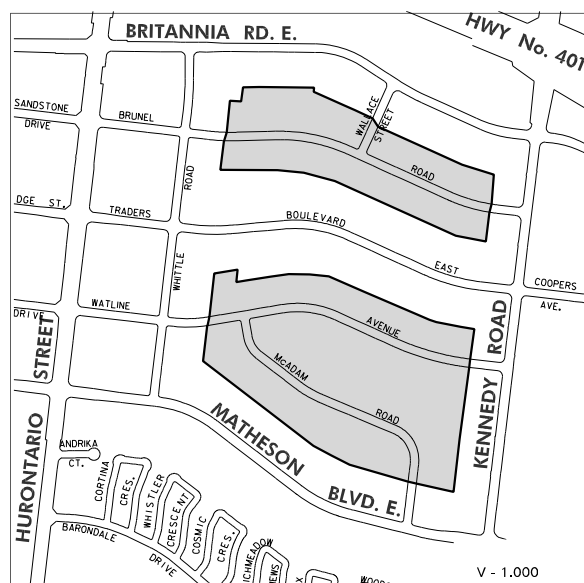 BRITANNIA RD. E.
HWY No. 401
SANDSTONE
DRIVE
BRUNEL
WALLACE
STREET
ROAD
ROAD
DGE ST.
TRADERS
BOULEVARD
EAST
COOPERS
AVE.
WHITTLE
WATLINE
DRIVE
AVENUE
ROAD
STREET
McADAM
ROAD
KENNEDY
MATHESON
BLVD. E.
HURONTARIO
ANDRIKA
CT.
CORTINA
CRES.
WHISTLER
CRESCENT
COSMIC
CRES.
BARONDALE
DRIVE
ICHMEADOW
EWS
X
V - 1.000